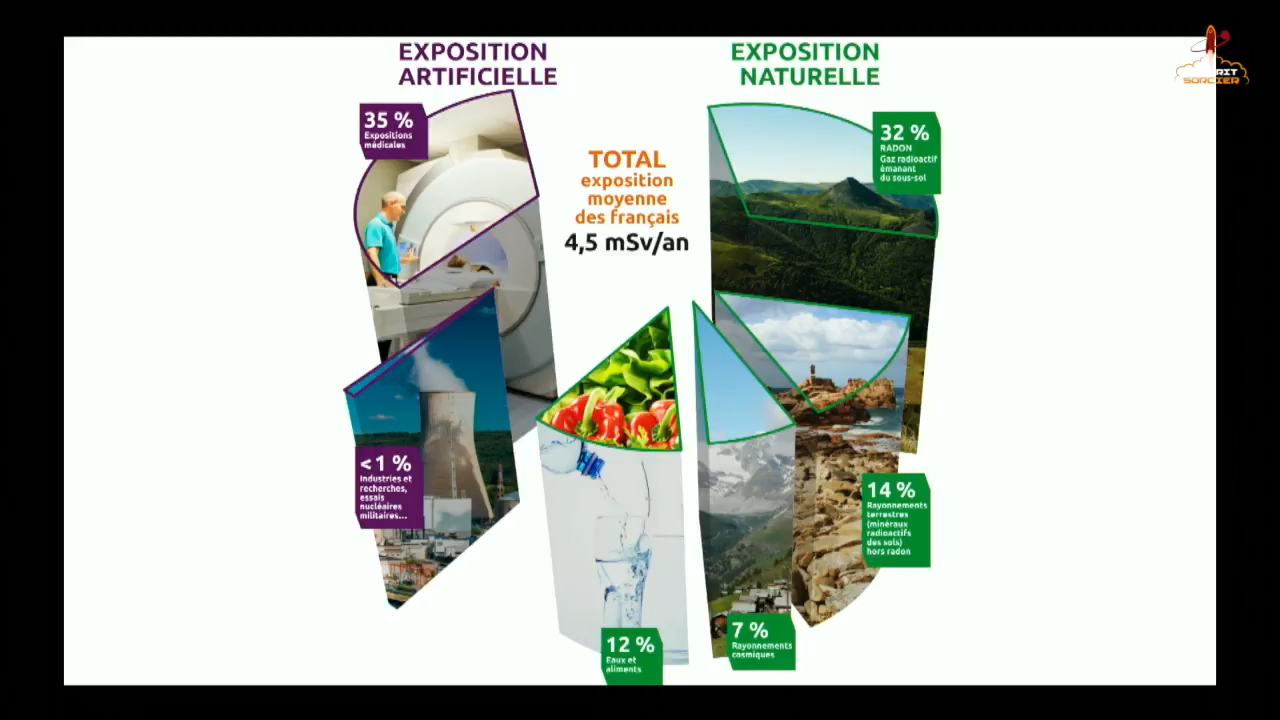 EXPOSITION
ARTIFICIELLE
EXPOSITION
NATURELLE
35 %
Expositions
médicales
TOTAL
exposition
moyenne
des français
4,5 mSv/an
32 %
RADON
Gaz radioactif
émanant
du sous-sol
<1 %
Industries et
recherches,
essais
nucléaires
militaires...
14 %
Rayonnements
terrestres
(minéraux
radioactifs
des sols)
hors radon
12 %
Eaux et
aliments
7 %
Rayonnements
cosmiques
SORCIER